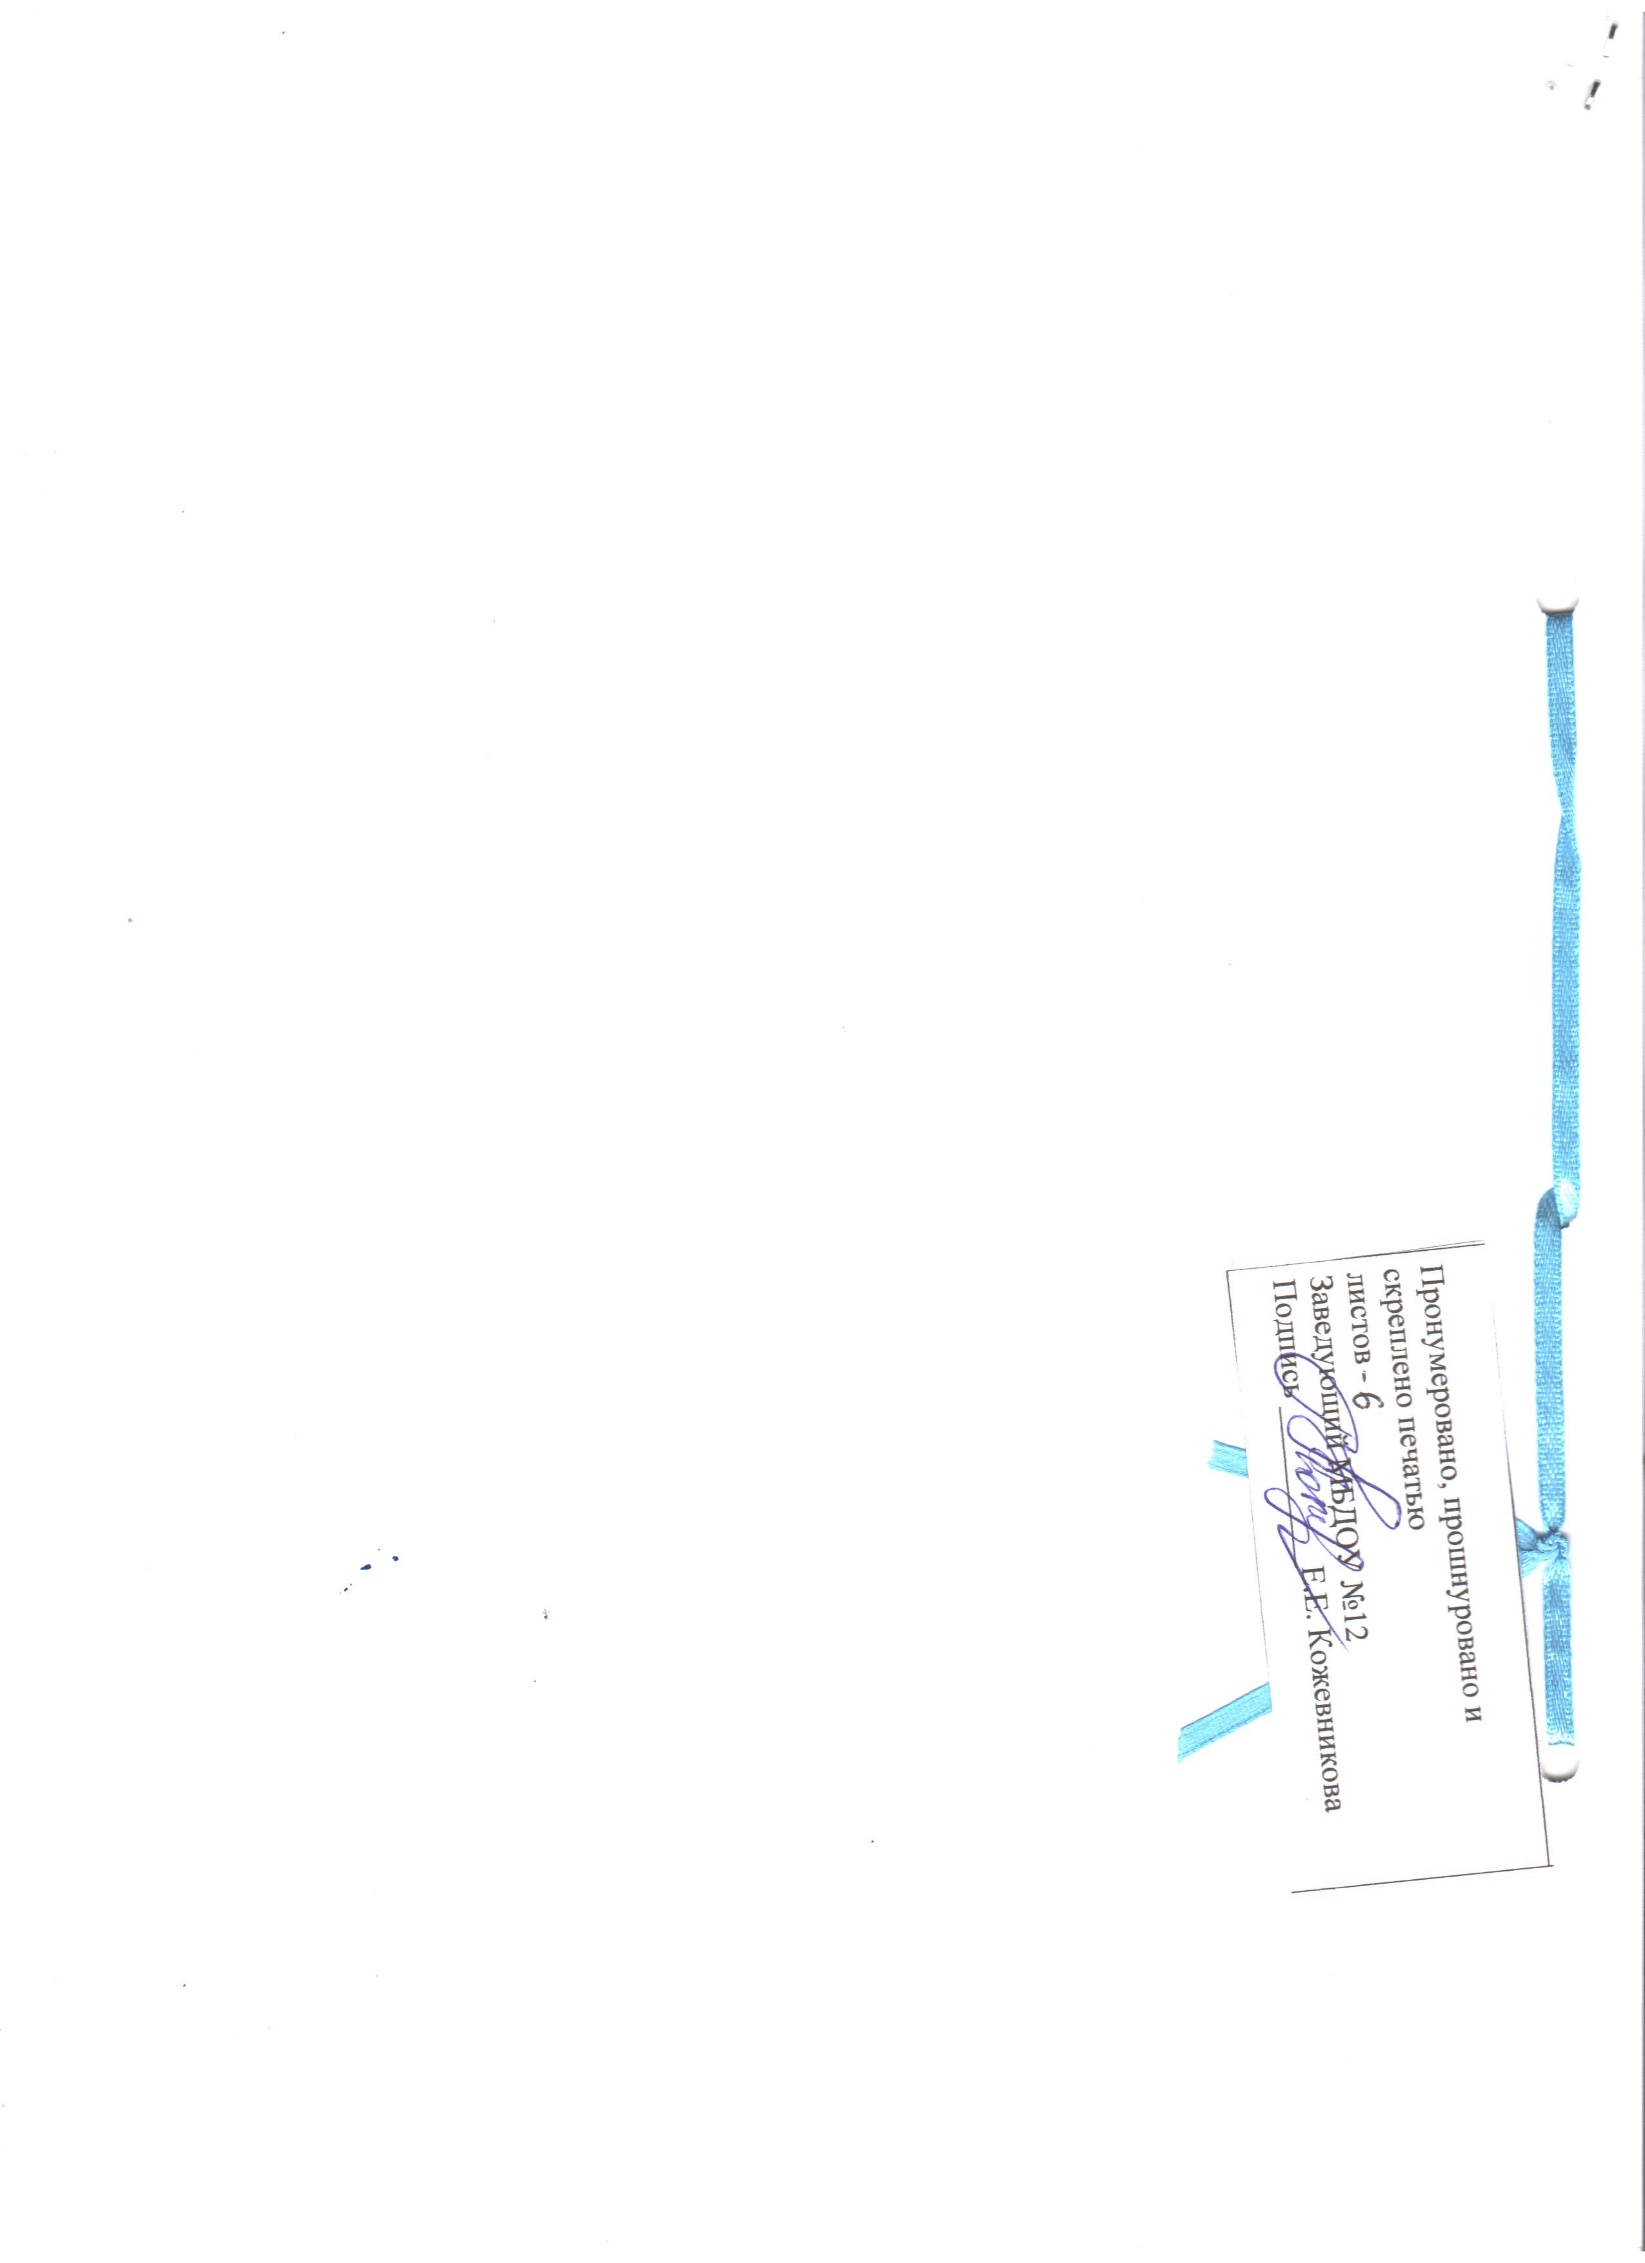 Пронумеровано, прошнуровано и
скреплено печатью
листов - 6
Заведующий МБДОУ №12
Подпись Е.Е. Кожевникова